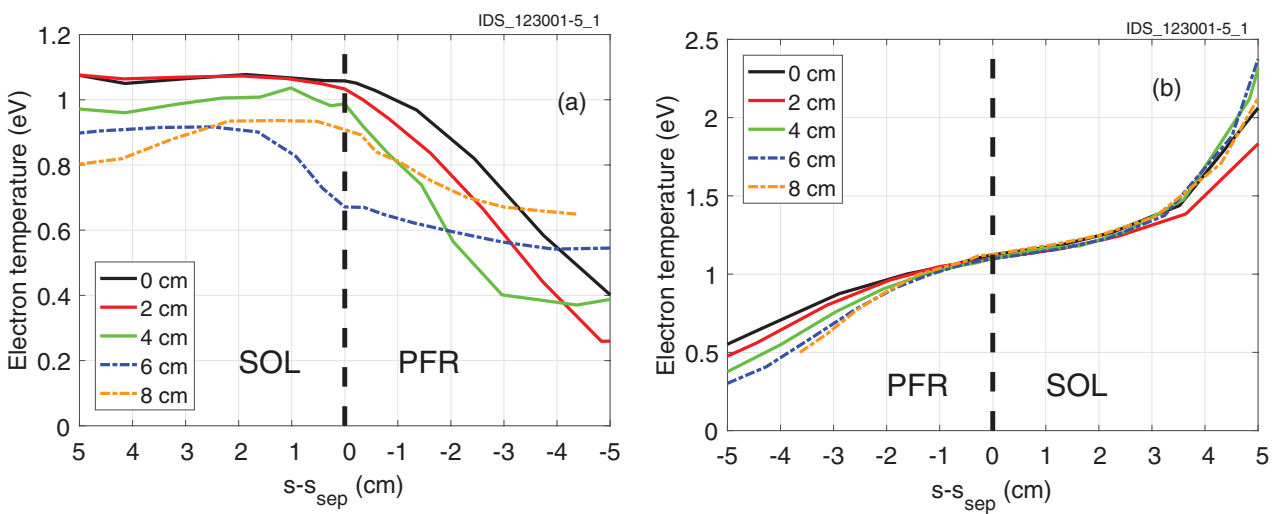 IDS_123001-5_1
(a)
Electron temperature (eV)
1.2
1
0.8
0.6
0.4
0.2
0
0 cm
2 cm
4 cm
6 cm
8 cm
SOL
PFR
5 4 3 2 1 0 -1 -2 -3 -4 -5
s-s_sep (cm)
IDS_123001-5_1
(b)
Electron temperature (eV)
2.5
2
1.5
1
0.5
0
0 cm
2 cm
4 cm
6 cm
8 cm
PFR
SOL
-5 -4 -3 -2 -1 0 1 2 3 4 5
s-s_sep (cm)